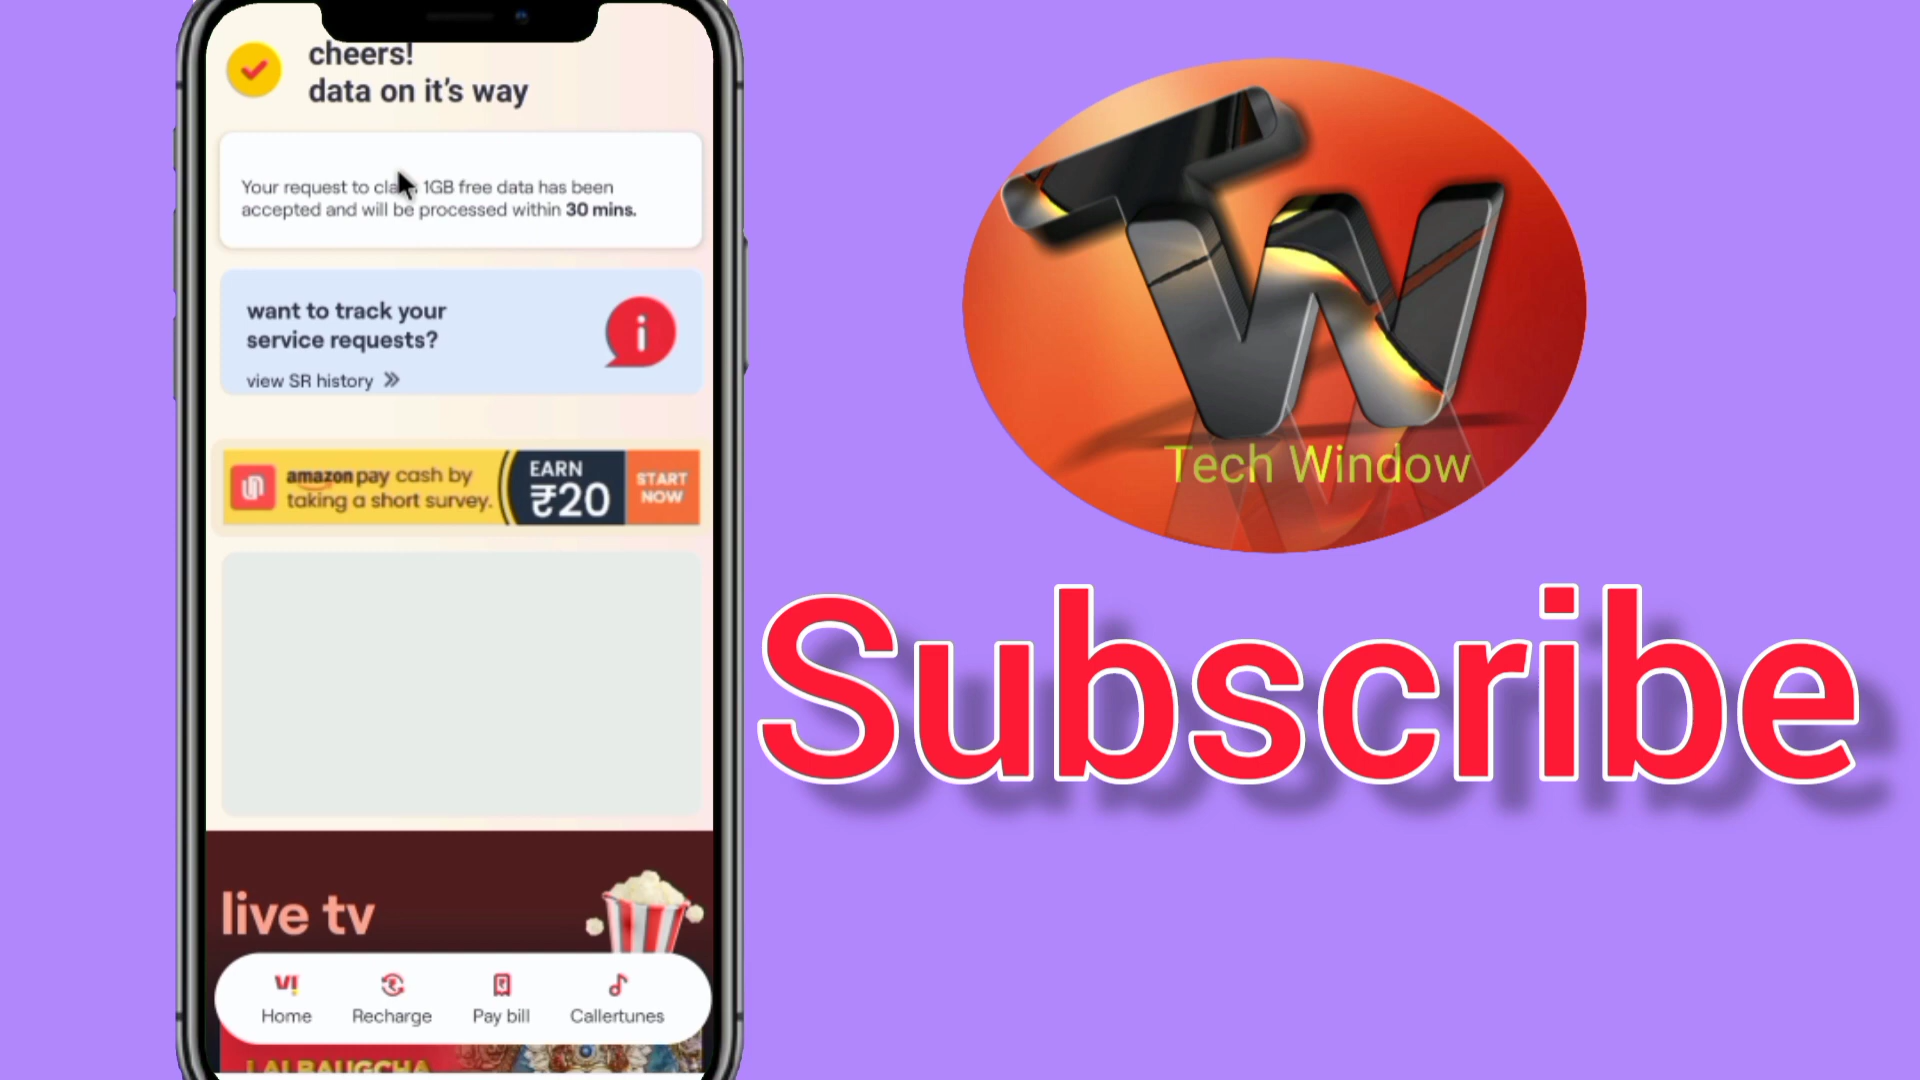 cheers!
data on it's way
Your request to 1GB free data has been
accepted and will be processed within 30 mins.
want to track your
service requests?
view SR history
amazon pay cash by
taking a short survey.
EARN
₹20
START
NOW
live tv
Vi
Home
Recharge
Pay bill
Callertunes
LALBAUGCHA
TW
Tech Window
Subscribe